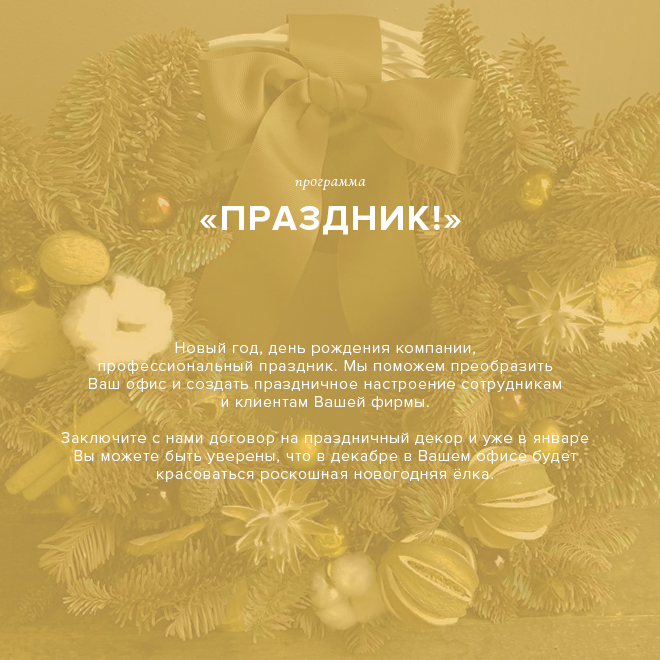 программа
«ПРАЗДНИК!»
Новый год, день рождения компании,
профессиональный праздник. Мы поможем преобразить
Ваш офис и создать праздничное настроение сотрудникам
и клиентам Вашей фирмы.
Заключите с нами договор на праздничный декор и уже в январе
Вы можете быть уверены, что в декабре в Вашем офисе будет
красоваться роскошная новогодняя ёлка.